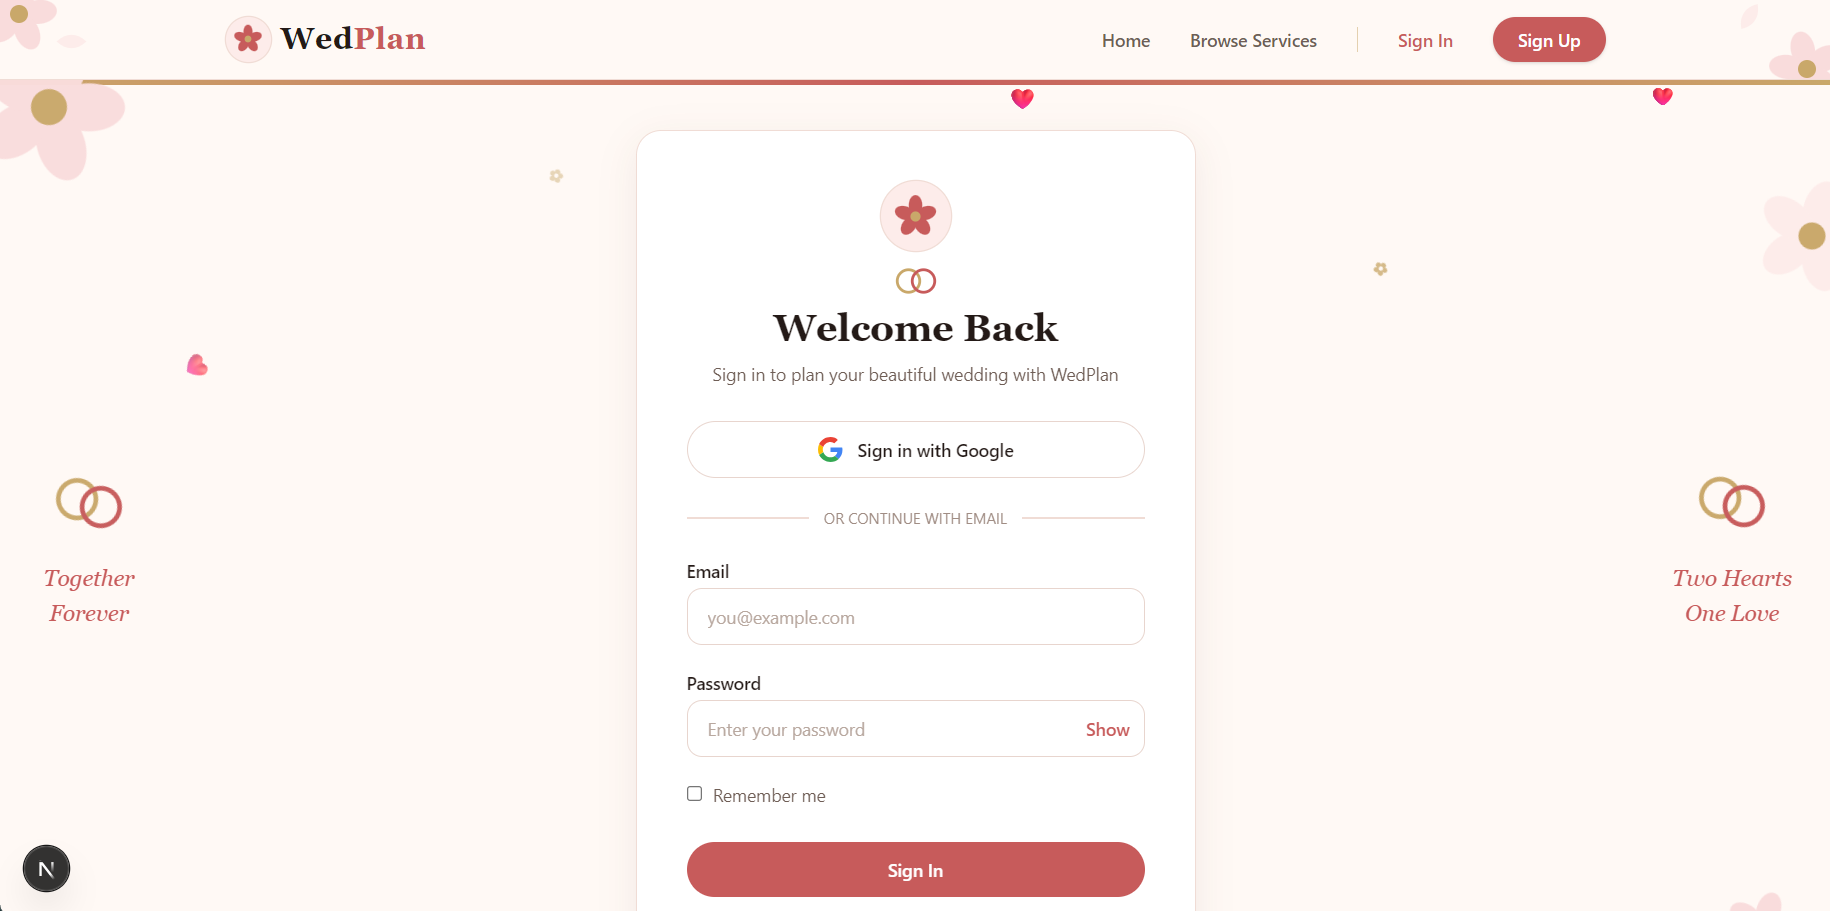 WedPlan
Home
Browse Services
Sign In
Sign Up
Welcome Back
Sign in to plan your beautiful wedding with WedPlan
Sign in with Google
OR CONTINUE WITH EMAIL
Email
you@example.com
Password
Enter your password
Show
Remember me
Sign In
Together
Forever
Two Hearts
One Love
N